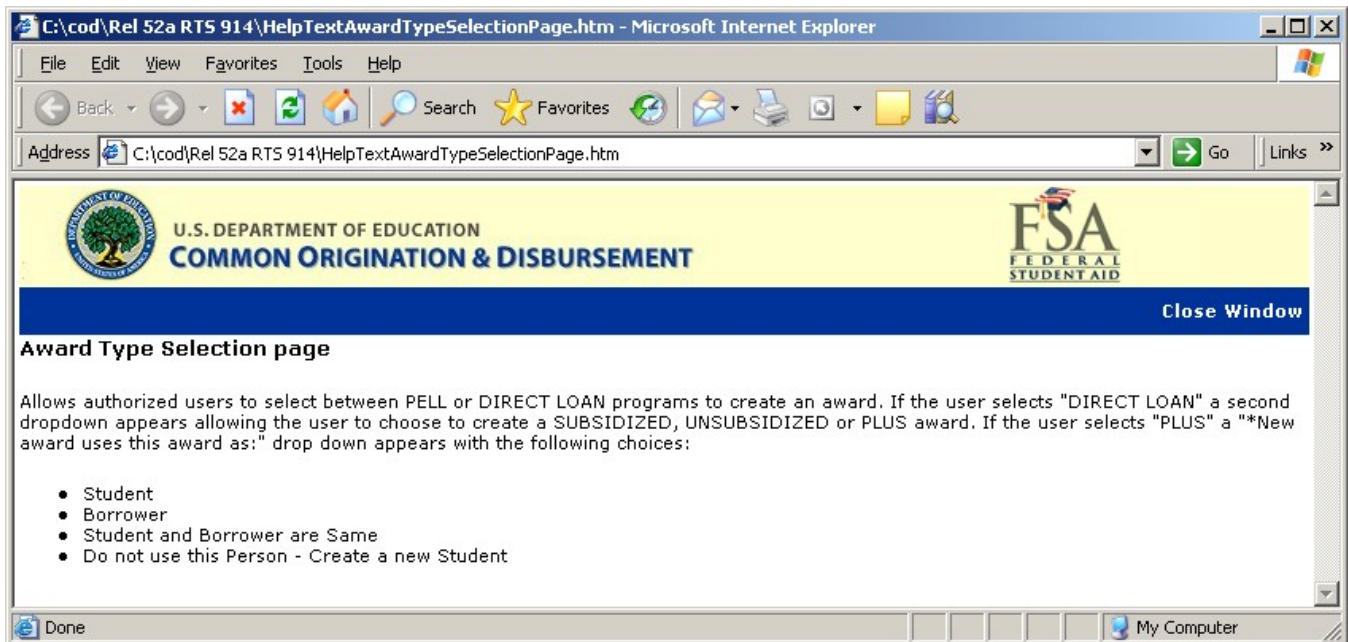 C:\cod\Rel 52a RTS 914\HelpTextAwardTypeSelectionPage.htm - Microsoft Internet Explorer
File Edit View Favorites Tools Help
Back Search Favorites
Address C:\cod\Rel 52a RTS 914\HelpTextAwardTypeSelectionPage.htm Go Links »
U.S. DEPARTMENT OF EDUCATION
COMMON ORIGINATION & DISBURSEMENT
FSA
FEDERAL
STUDENT AID
Close Window
Award Type Selection page
Allows authorized users to select between PELL or DIRECT LOAN programs to create an award. If the user selects "DIRECT LOAN" a second
dropdown appears allowing the user to choose to create a SUBSIDIZED, UNSUBSIDIZED or PLUS award. If the user selects "PLUS" a "*New
award uses this award as:" drop down appears with the following choices:
● Student
● Borrower
● Student and Borrower are Same
● Do not use this Person - Create a new Student
Done My Computer